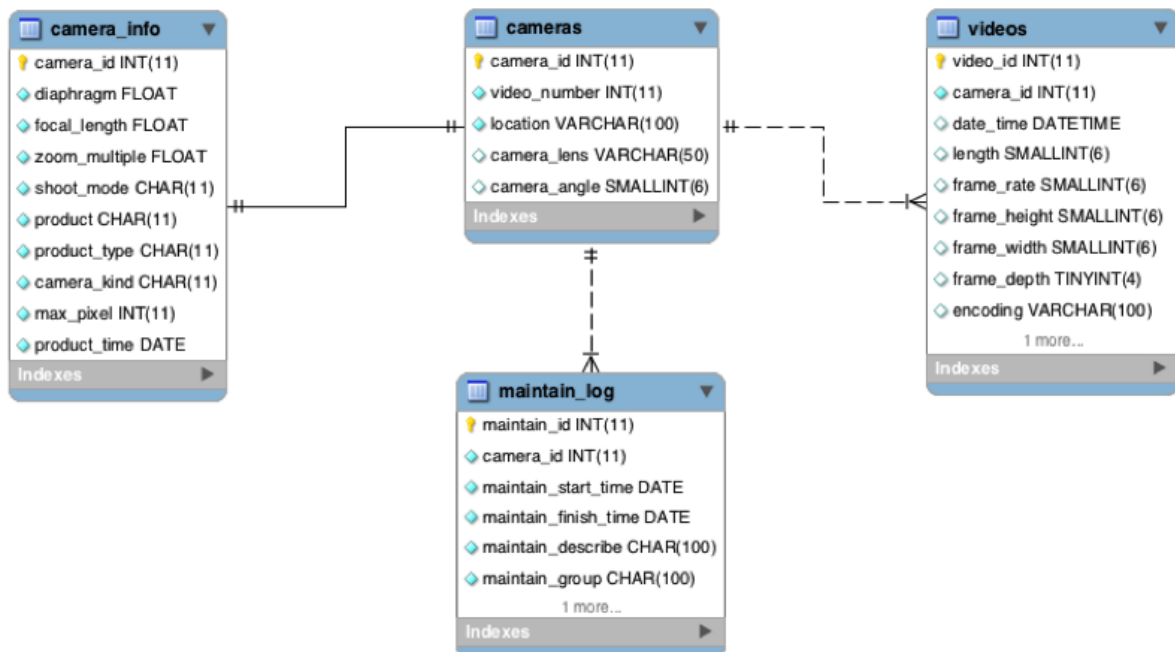 camera_info
camera_id INT(11)
diaphragm FLOAT
focal_length FLOAT
zoom_multiple FLOAT
shoot_mode CHAR(11)
product CHAR(11)
product_type CHAR(11)
camera_kind CHAR(11)
max_pixel INT(11)
product_time DATE
Indexes
cameras
camera_id INT(11)
video_number INT(11)
location VARCHAR(100)
camera_lens VARCHAR(50)
camera_angle SMALLINT(6)
Indexes
videos
video_id INT(11)
camera_id INT(11)
date_time DATETIME
length SMALLINT(6)
frame_rate SMALLINT(6)
frame_height SMALLINT(6)
frame_width SMALLINT(6)
frame_depth TINYINT(4)
encoding VARCHAR(100)
1 more...
Indexes
maintain_log
maintain_id INT(11)
camera_id INT(11)
maintain_start_time DATE
maintain_finish_time DATE
maintain_describe CHAR(100)
maintain_group CHAR(100)
1 more...
Indexes